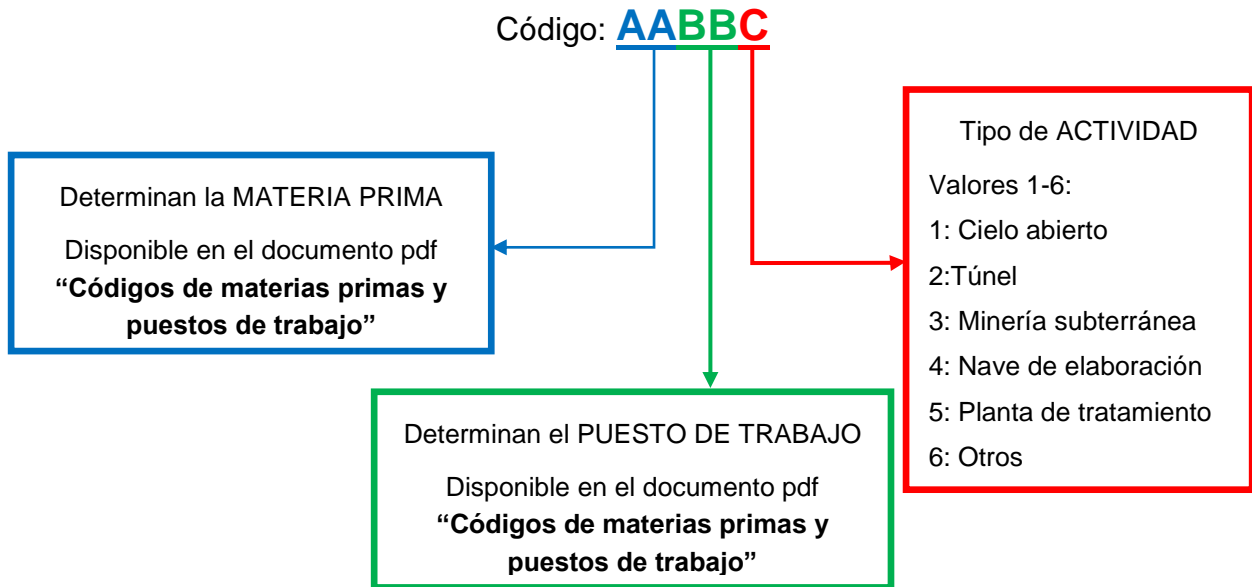 Código: AABBC
Determinan la MATERIA PRIMA
Disponible en el documento pdf
“Códigos de materias primas y
puestos de trabajo”
Determinan el PUESTO DE TRABAJO
Disponible en el documento pdf
“Códigos de materias primas y
puestos de trabajo”
Tipo de ACTIVIDAD
Valores 1-6:
1: Cielo abierto
2:Túnel
3: Minería subterránea
4: Nave de elaboración
5: Planta de tratamiento
6: Otros